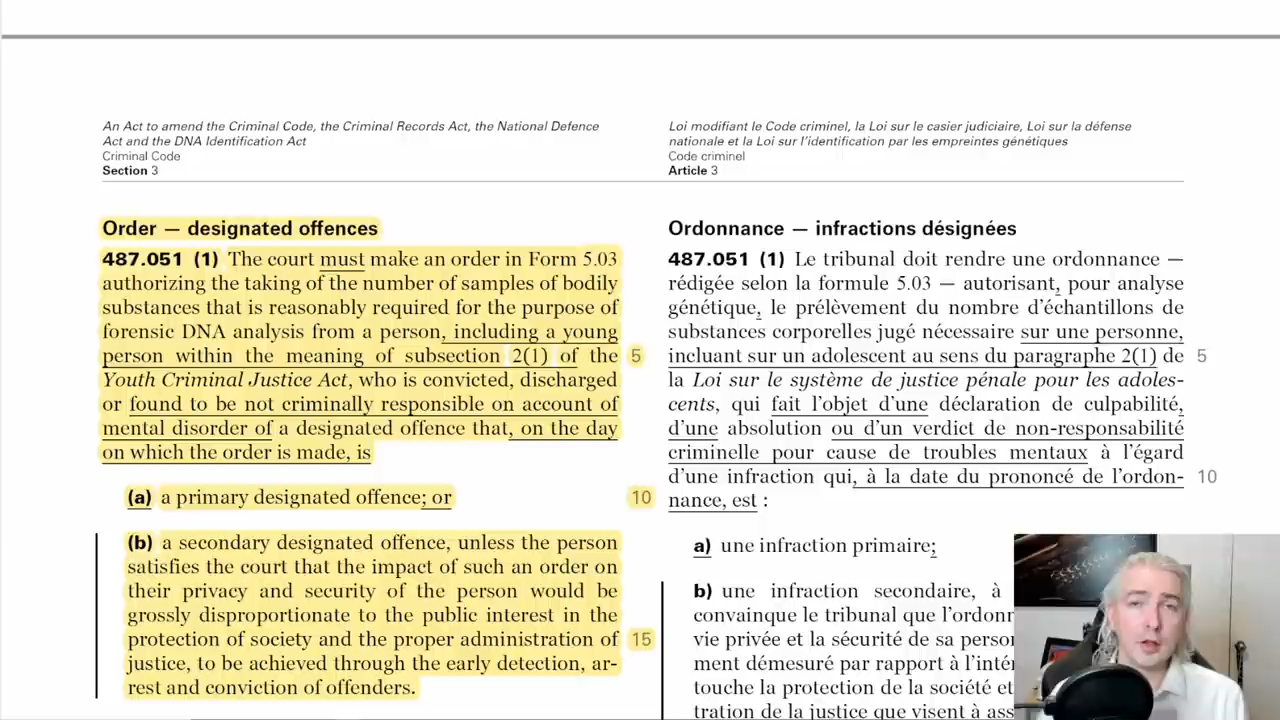 An Act to amend the Criminal Code, the Criminal Records Act, the National Defence
Act and the DNA Identification Act
Criminal Code
Section 3
Order — designated offences
487.051 (1) The court must make an order in Form 5.03
authorizing the taking of the number of samples of bodily
substances that is reasonably required for the purpose of
forensic DNA analysis from a person, including a young
person within the meaning of subsection 2(1) of the
5
Youth Criminal Justice Act, who is convicted, discharged
or found to be not criminally responsible on account of
mental disorder of a designated offence that, on the day
on which the order is made, is
(a) a primary designated offence; or
10
(b) a secondary designated offence, unless the person
satisfies the court that the impact of such an order on
their privacy and security of the person would be
grossly disproportionate to the public interest in the
protection of society and the proper administration of
15
justice, to be achieved through the early detection, ar-
rest and conviction of offenders.
Loi modifiant le Code criminel, la Loi sur le casier judiciaire, Loi sur la défense
nationale et la Loi sur l'identification par les empreintes génétiques
Code criminel
Article 3
Ordonnance — infractions désignées
487.051 (1) Le tribunal doit rendre une ordonnance —
rédigée selon la formule 5.03 — autorisant, pour analyse
génétique, le prélèvement du nombre d'échantillons de
substances corporelles jugé nécessaire sur une personne,
incluant sur un adolescent au sens du paragraphe 2(1) de
5
la Loi sur le système de justice pénale pour les adoles-
cents, qui fait l'objet d'une déclaration de culpabilité,
d'une absolution ou d'un verdict de non-responsabilité
criminelle pour cause de troubles mentaux à l'égard
d'une infraction qui, à la date du prononcé de l'ordon-
10
nance, est :
a) une infraction primaire;
b) une infraction secondaire, à
convainque le tribunal que l'ordonn
vie privée et la sécurité de sa person
ment démesuré par rapport à l'inté
touche la protection de la société et
tration de la justice que visent à ass